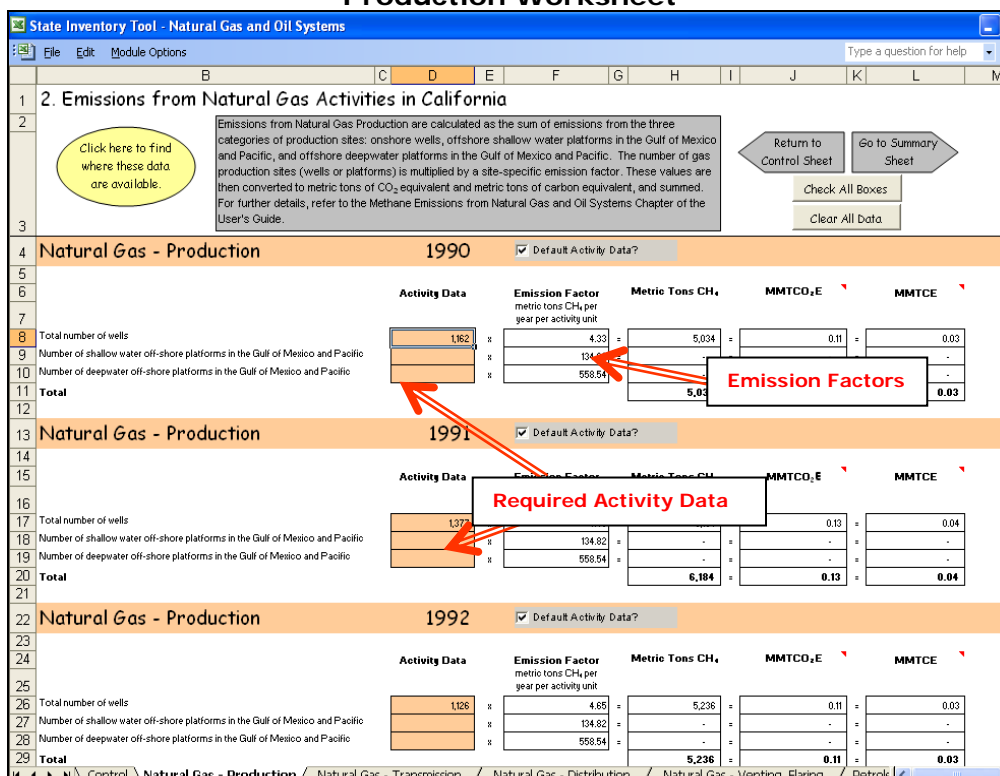 Production Worksheet
State Inventory Tool - Natural Gas and Oil Systems
File Edit Module Options Type a question for help
B C D E F G H I J K L M
1 2. Emissions from Natural Gas Activities in California
2
Click here to find
where these data
are available.
Emissions from Natural Gas Production are calculated as the sum of emissions from the three
categories of production sites: onshore wells, offshore shallow water platforms in the Gulf of Mexico
and Pacific, and offshore deepwater platforms in the Gulf of Mexico and Pacific. The number of gas
production sites (wells or platforms) is multiplied by a site-specific emission factor. These values are
then converted to metric tons of CO₂ equivalent and metric tons of carbon equivalent, and summed.
For further details, refer to the Methane Emissions from Natural Gas and Oil Systems Chapter of the
User's Guide.
Return to
Control Sheet
Go to Summary
Sheet
Check All Boxes
Clear All Data
3
4 Natural Gas - Production 1990 Default Activity Data?
5
6 Activity Data Emission Factor Metric Tons CH₄ MMTCO₂E MMTCE
metric tons CH₄ per
7 year per activity unit
8 Total number of wells 1,162 x 4.33 = 5,034 = 0.11 = 0.03
9 Number of shallow water off-shore platforms in the Gulf of Mexico and Pacific x = -
10 Number of deepwater off-shore platforms in the Gulf of Mexico and Pacific x 558.54 = -
11 Total 0.03
Emission Factors
12
13 Natural Gas - Production 1991 Default Activity Data?
14
15 Activity Data Emission Factor Metric Tons CH₄ MMTCO₂E MMTCE
Required Activity Data
16
17 Total number of wells 1,377 0.13 = 0.04
18 Number of shallow water off-shore platforms in the Gulf of Mexico and Pacific 134.82 = - = - = -
19 Number of deepwater off-shore platforms in the Gulf of Mexico and Pacific x 558.54 = - = - = -
20 Total 6,184 = 0.13 = 0.04
21
22 Natural Gas - Production 1992 Default Activity Data?
23
24 Activity Data Emission Factor Metric Tons CH₄ MMTCO₂E MMTCE
metric tons CH₄ per
25 year per activity unit
26 Total number of wells 1,126 x 4.65 = 5,236 = 0.11 = 0.03
27 Number of shallow water off-shore platforms in the Gulf of Mexico and Pacific x 134.82 = - = - = -
28 Number of deepwater off-shore platforms in the Gulf of Mexico and Pacific x 558.54 = - = - = -
29 Total 5,236 = 0.11 = 0.03
Control Natural Gas - Production Natural Gas - Transmission Natural Gas - Distribution Natural Gas - Venting, Flaring Petrole